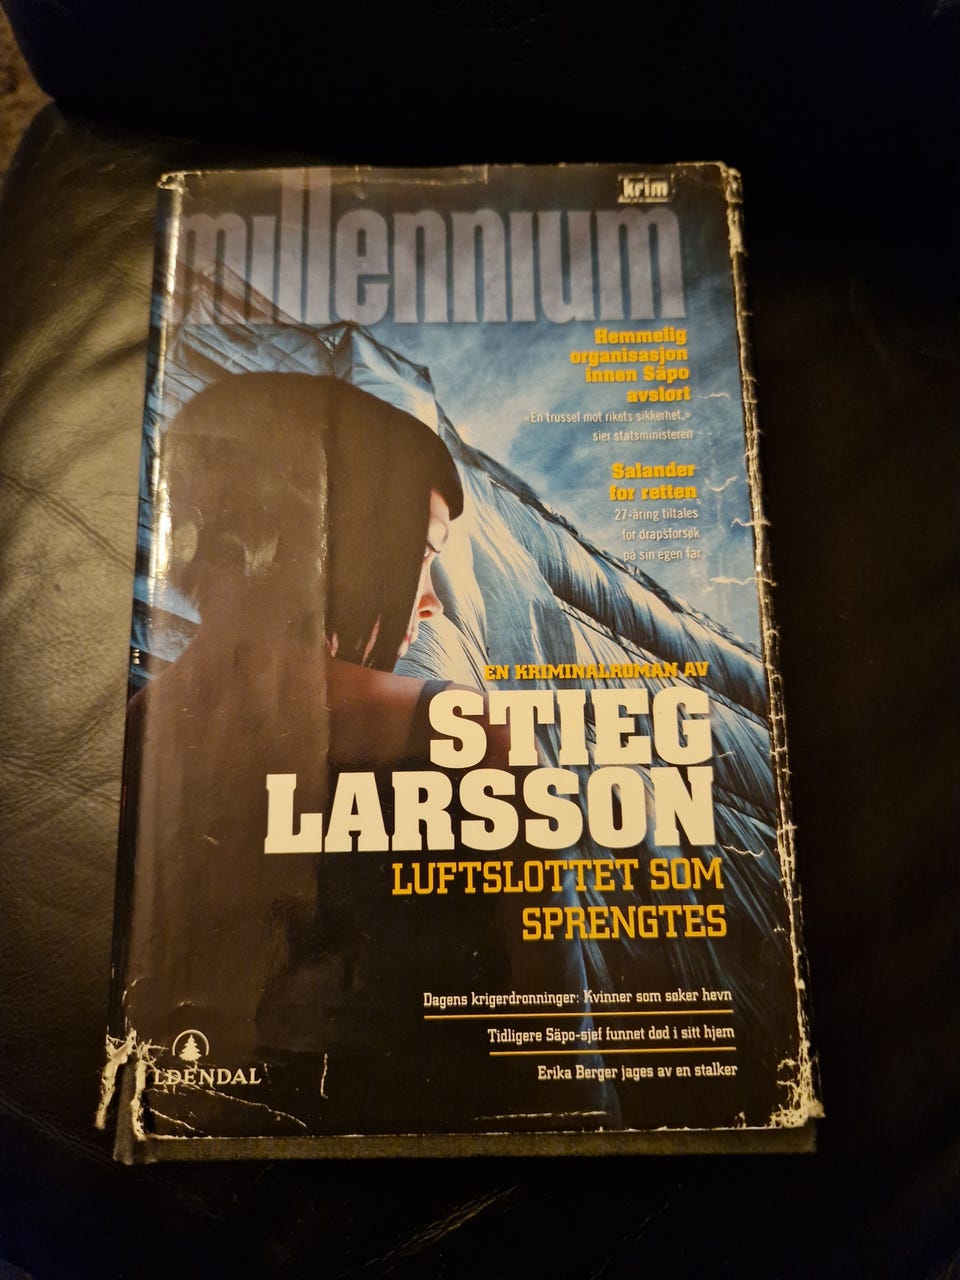 krim
millennium
Hemmelig
organisasjon
innen Säpo
avslørt
«En trussel mot rikets sikkerhet,»
sier statsministeren
Salander
for retten
27-åring tiltales
for drapsforsøk
på sin egen far
EN KRIMINALROMAN AV
STIEG
LARSSON
LUFTSLOTTET SOM
SPRENGTES
Dagens krigerdronninger: Kvinner som søker hevn
Tidligere Säpo-sjef funnet død i sitt hjem
Erika Berger jages av en stalker
LDENDAL